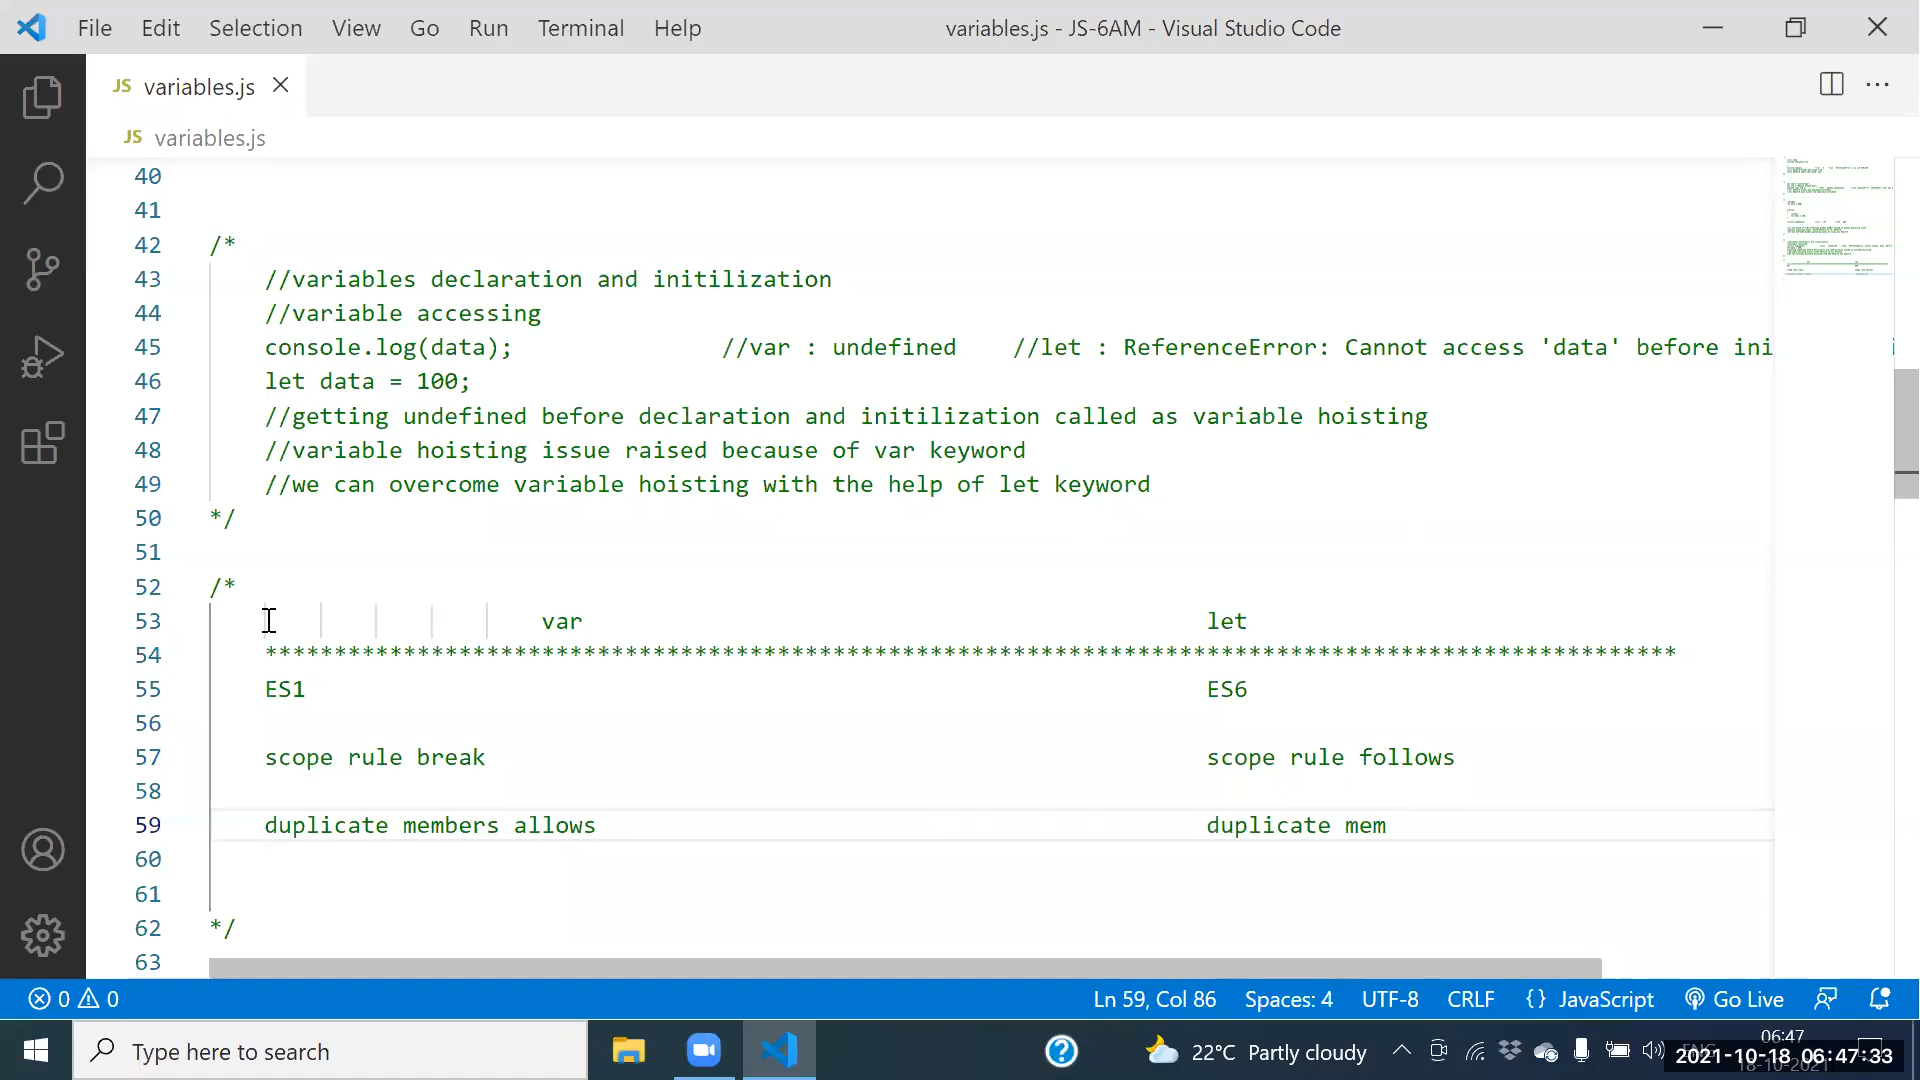 File Edit Selection View Go Run Terminal Help variables.js - JS-6AM - Visual Studio Code
JS variables.js
JS variables.js
40
41
42 /*
43 //variables declaration and initilization
44 //variable accessing
45 console.log(data); //var : undefined //let : ReferenceError: Cannot access 'data' before ini
46 let data = 100;
47 //getting undefined before declaration and initilization called as variable hoisting
48 //variable hoisting issue raised because of var keyword
49 //we can overcome variable hoisting with the help of let keyword
50 */
51
52 /*
53 var let
54 ******************************************************************************************************
55 ES1 ES6
56
57 scope rule break scope rule follows
58
59 duplicate members allows duplicate mem
60
61
62 */
63
0 0 Ln 59, Col 86 Spaces: 4 UTF-8 CRLF {} JavaScript Go Live
Type here to search 22°C Partly cloudy 06:47
2021-10-18 06:47:33
18-10-2021